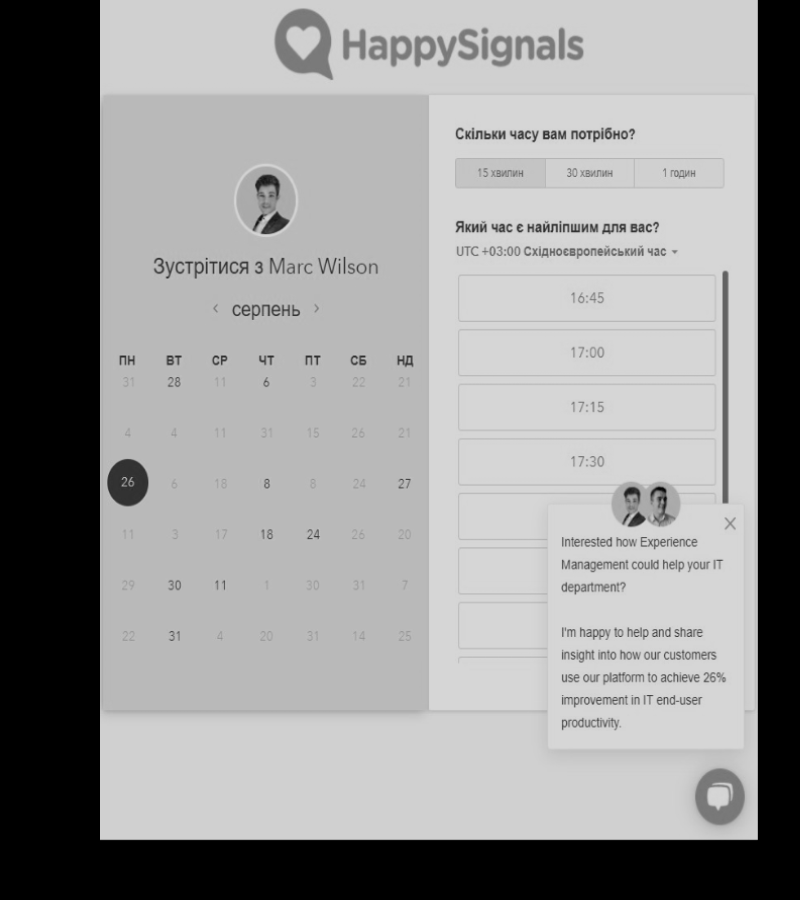 HappySignals
Зустрітися з Marc Wilson
серпень
ПН ВТ СР ЧТ ПТ СБ НД
31 28 11 6 3 22 21
4 4 11 31 15 26 21
26 6 18 8 8 24 27
11 3 17 18 24 26 20
29 30 11 1 30 31 7
22 31 4 20 31 14 25
Скільки часу вам потрібно?
15 хвилин 30 хвилин 1 годин
Який час є найліпшим для вас?
UTC +03:00 Східноєвропейський час
16:45
17:00
17:15
17:30
Interested how Experience
Management could help your IT
department?
I'm happy to help and share
insight into how our customers
use our platform to achieve 26%
improvement in IT end-user
productivity.